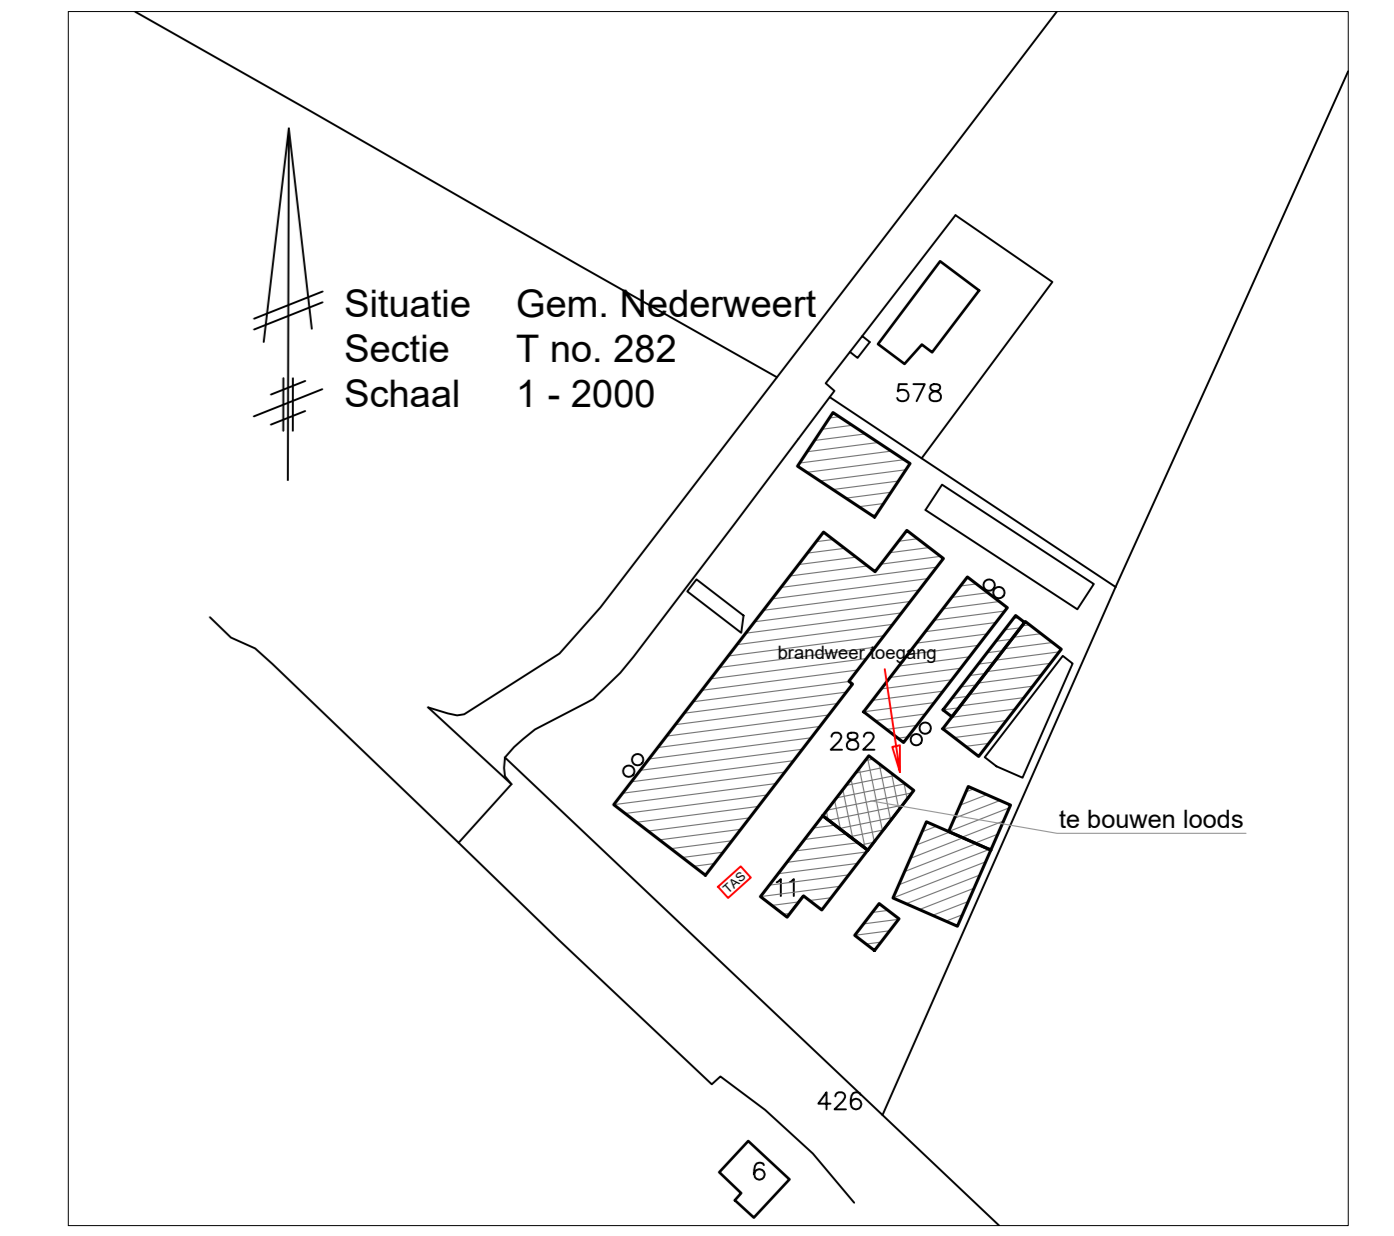 Situatie Gem. Nederweert
Sectie T no. 282
Schaal 1 - 2000
578
brandweer toegang
282
te bouwen loods
TAS
11
426
6